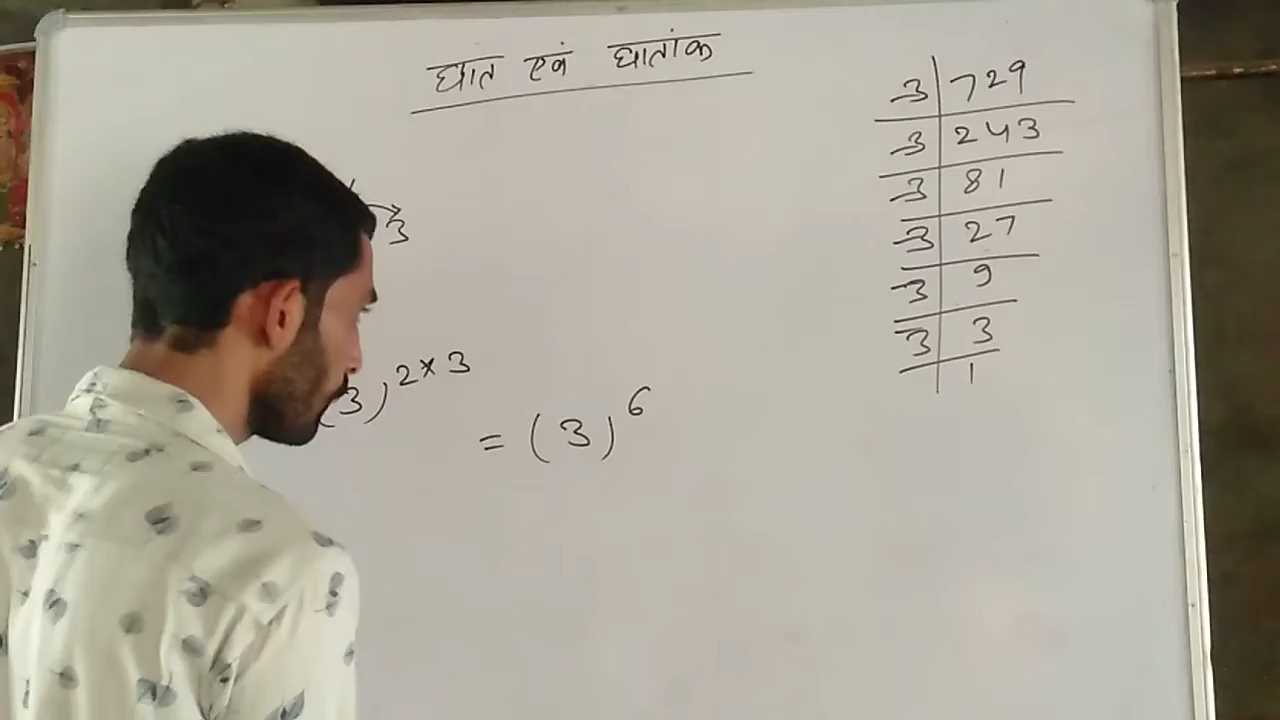 घात एवं घातांक
3
3)^2×3
= (3)^6
3 | 729
3 | 243
3 | 81
3 | 27
3 | 9
3 | 3
| 1